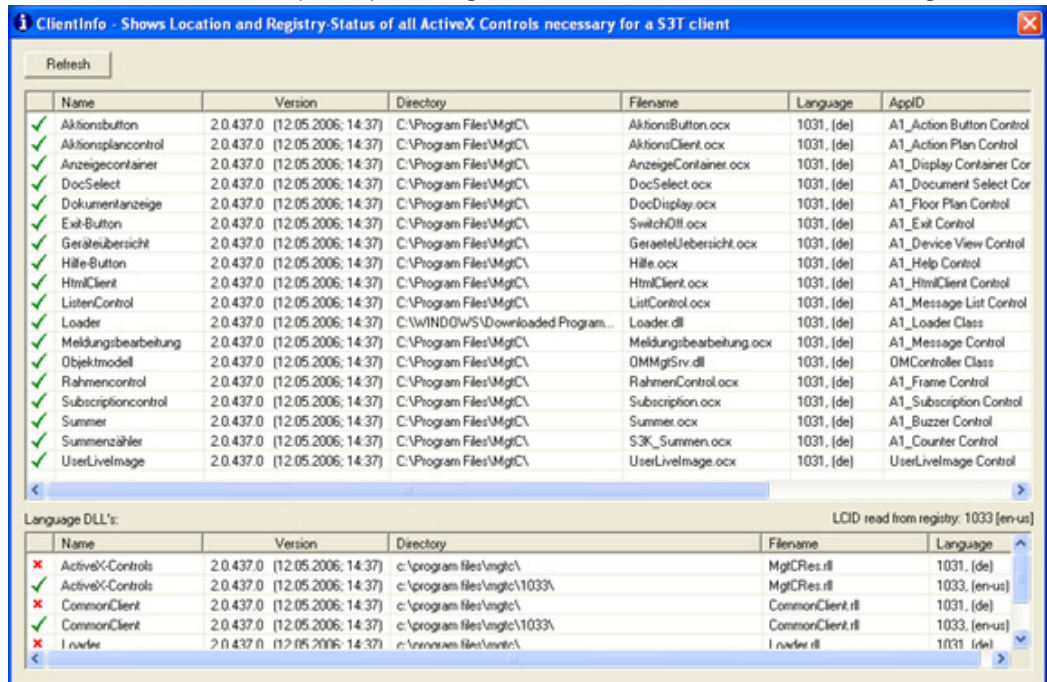 ClientInfo - Shows Location and Registry-Status of all ActiveX Controls necessary for a S3T client
Refresh
Name Version Directory Filename Language AppID
Aktionsbutton 2.0.437.0 (12.05.2006; 14:37) C:\Program Files\MgtC\ AktionsButton.ocx 1031, (de) A1_Action Button Control
Aktionsplancontrol 2.0.437.0 (12.05.2006; 14:37) C:\Program Files\MgtC\ AktionsClient.ocx 1031, (de) A1_Action Plan Control
Anzeigecontainer 2.0.437.0 (12.05.2006; 14:37) C:\Program Files\MgtC\ AnzeigeContainer.ocx 1031, (de) A1_Display Container Cor
DocSelect 2.0.437.0 (12.05.2006; 14:37) C:\Program Files\MgtC\ DocSelect.ocx 1031, (de) A1_Document Select Cor
Dokumentanzeige 2.0.437.0 (12.05.2006; 14:37) C:\Program Files\MgtC\ DocDisplay.ocx 1031, (de) A1_Floor Plan Control
Exit-Button 2.0.437.0 (12.05.2006; 14:37) C:\Program Files\MgtC\ SwitchOff.ocx 1031, (de) A1_Exit Control
Geräteübersicht 2.0.437.0 (12.05.2006; 14:37) C:\Program Files\MgtC\ GeraeteUebersicht.ocx 1031, (de) A1_Device View Control
Hilfe-Button 2.0.437.0 (12.05.2006; 14:37) C:\Program Files\MgtC\ Hilfe.ocx 1031, (de) A1_Help Control
HtmlClient 2.0.437.0 (12.05.2006; 14:37) C:\Program Files\MgtC\ HtmlClient.ocx 1031, (de) A1_HtmlClient Control
ListenControl 2.0.437.0 (12.05.2006; 14:37) C:\Program Files\MgtC\ ListControl.ocx 1031, (de) A1_Message List Control
Loader 2.0.437.0 (12.05.2006; 14:37) C:\WINDOWS\Downloaded Program... Loader.dll 1031, (de) A1_Loader Class
Meldungsbearbeitung 2.0.437.0 (12.05.2006; 14:37) C:\Program Files\MgtC\ Meldungsbearbeitung.ocx 1031, (de) A1_Message Control
Objektmodell 2.0.437.0 (12.05.2006; 14:37) C:\Program Files\MgtC\ OMMgtSrv.dll 1031, (de) OMController Class
Rahmencontrol 2.0.437.0 (12.05.2006; 14:37) C:\Program Files\MgtC\ RahmenControl.ocx 1031, (de) A1_Frame Control
Subscriptioncontrol 2.0.437.0 (12.05.2006; 14:37) C:\Program Files\MgtC\ Subscription.ocx 1031, (de) A1_Subscription Control
Summer 2.0.437.0 (12.05.2006; 14:37) C:\Program Files\MgtC\ Summer.ocx 1031, (de) A1_Buzzer Control
Summenzähler 2.0.437.0 (12.05.2006; 14:37) C:\Program Files\MgtC\ S3K_Summen.ocx 1031, (de) A1_Counter Control
UserLiveImage 2.0.437.0 (12.05.2006; 14:37) C:\Program Files\MgtC\ UserLiveImage.ocx 1031, (de) UserLiveImage Control
Language DLL's: LCID read from registry: 1033 [en-us]
Name Version Directory Filename Language
ActiveX-Controls 2.0.437.0 (12.05.2006; 14:37) c:\program files\mgtc\ MgtCRes.rll 1031, (de)
ActiveX-Controls 2.0.437.0 (12.05.2006; 14:37) c:\program files\mgtc\1033\ MgtCRes.rll 1033, (en-us)
CommonClient 2.0.437.0 (12.05.2006; 14:37) c:\program files\mgtc\ CommonClient.rll 1031, (de)
CommonClient 2.0.437.0 (12.05.2006; 14:37) c:\program files\mgtc\1033\ CommonClient.rll 1033, (en-us)
Loader 2.0.437.0 (12.05.2006; 14:37) c:\program files\mgtc\ Loader.rll 1031, (de)